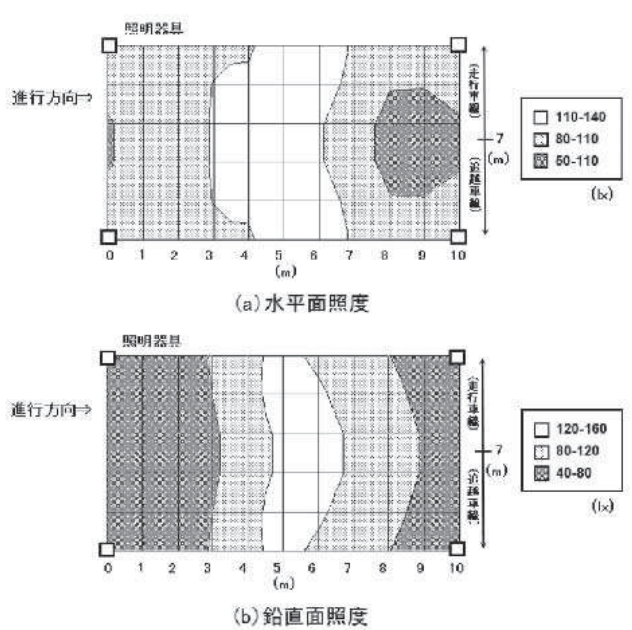 照明器具
進行方向⇒
(走行車線)
7
(m)
(追越車線)
110-140
80-110
50-110
(lx)
0 1 2 3 4 5 6 7 8 9 10
(m)
(a)水平面照度
照明器具
進行方向⇒
(走行車線)
7
(m)
(追越車線)
120-160
80-120
40-80
(lx)
0 1 2 3 4 5 6 7 8 9 10
(m)
(b)鉛直面照度